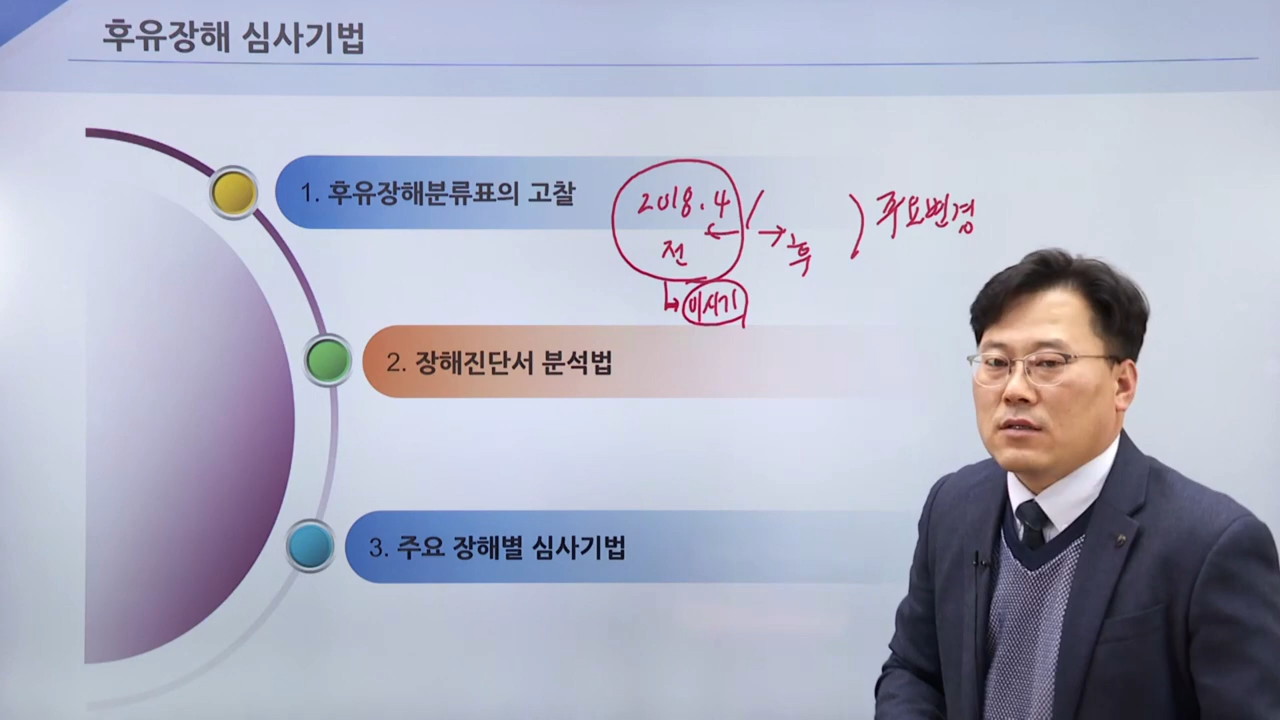 후유장해 심사기법
1. 후유장해분류표의 고찰
2018.4
전
후
주요변경
2. 장해진단서 분석법
3. 주요 장해별 심사기법